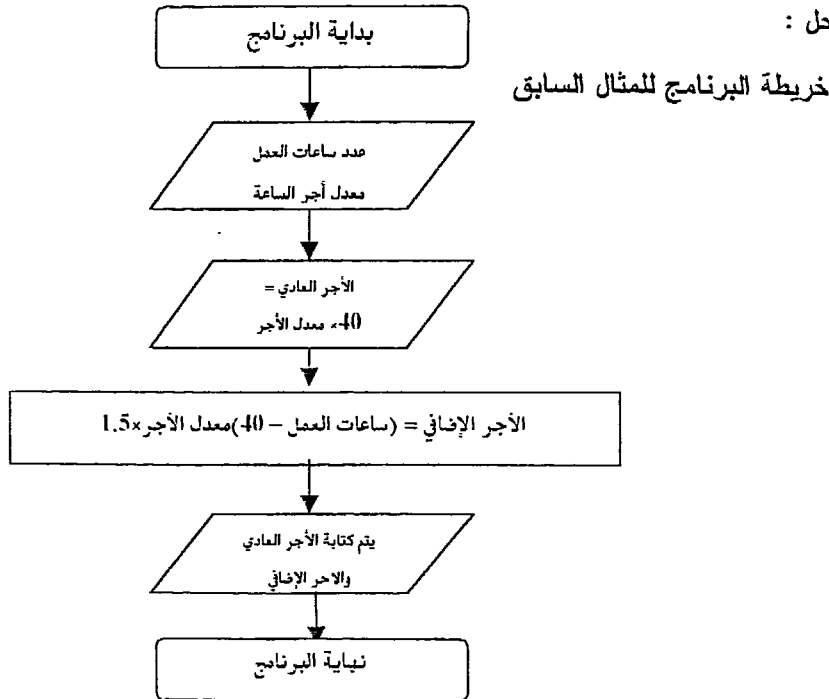 حل :
خريطة البرنامج للمثال السابق
بداية البرنامج
عدد ساعات العمل
معدل أجر الساعة
الأجر العادي =
40× معدل الأجر
الأجر الإضافي = (ساعات العمل – 40)معدل الأجر×1.5
يتم كتابة الأجر العادي
والاجر الإضافي
نهاية البرنامج